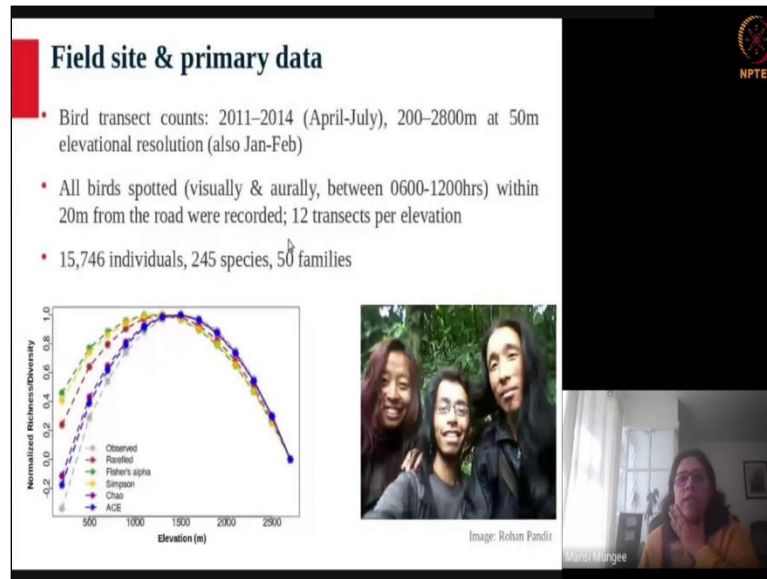 Field site & primary data
• Bird transect counts: 2011–2014 (April-July), 200–2800m at 50m
elevational resolution (also Jan-Feb)
• All birds spotted (visually & aurally, between 0600-1200hrs) within
20m from the road were recorded; 12 transects per elevation
• 15,746 individuals, 245 species, 50 families
Normalized Richness/Diversity
1.0
0.8
0.6
0.4
0.2
0.0
-0.2
Observed
Rarefied
Fisher's alpha
Simpson
Chao
ACE
500
1000
1500
2000
2500
Elevation (m)
Image: Rohan Pandit
Mansi Mungee
NPTE